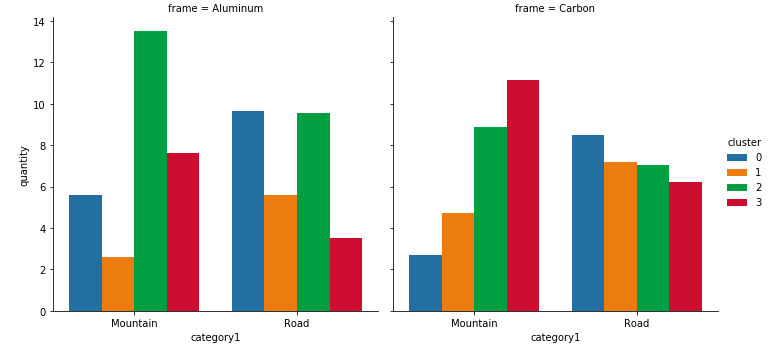 frame = Aluminum
frame = Carbon
14
12
10
8
6
4
2
0
quantity
Mountain
Road
category1
Mountain
Road
category1
cluster
0
1
2
3